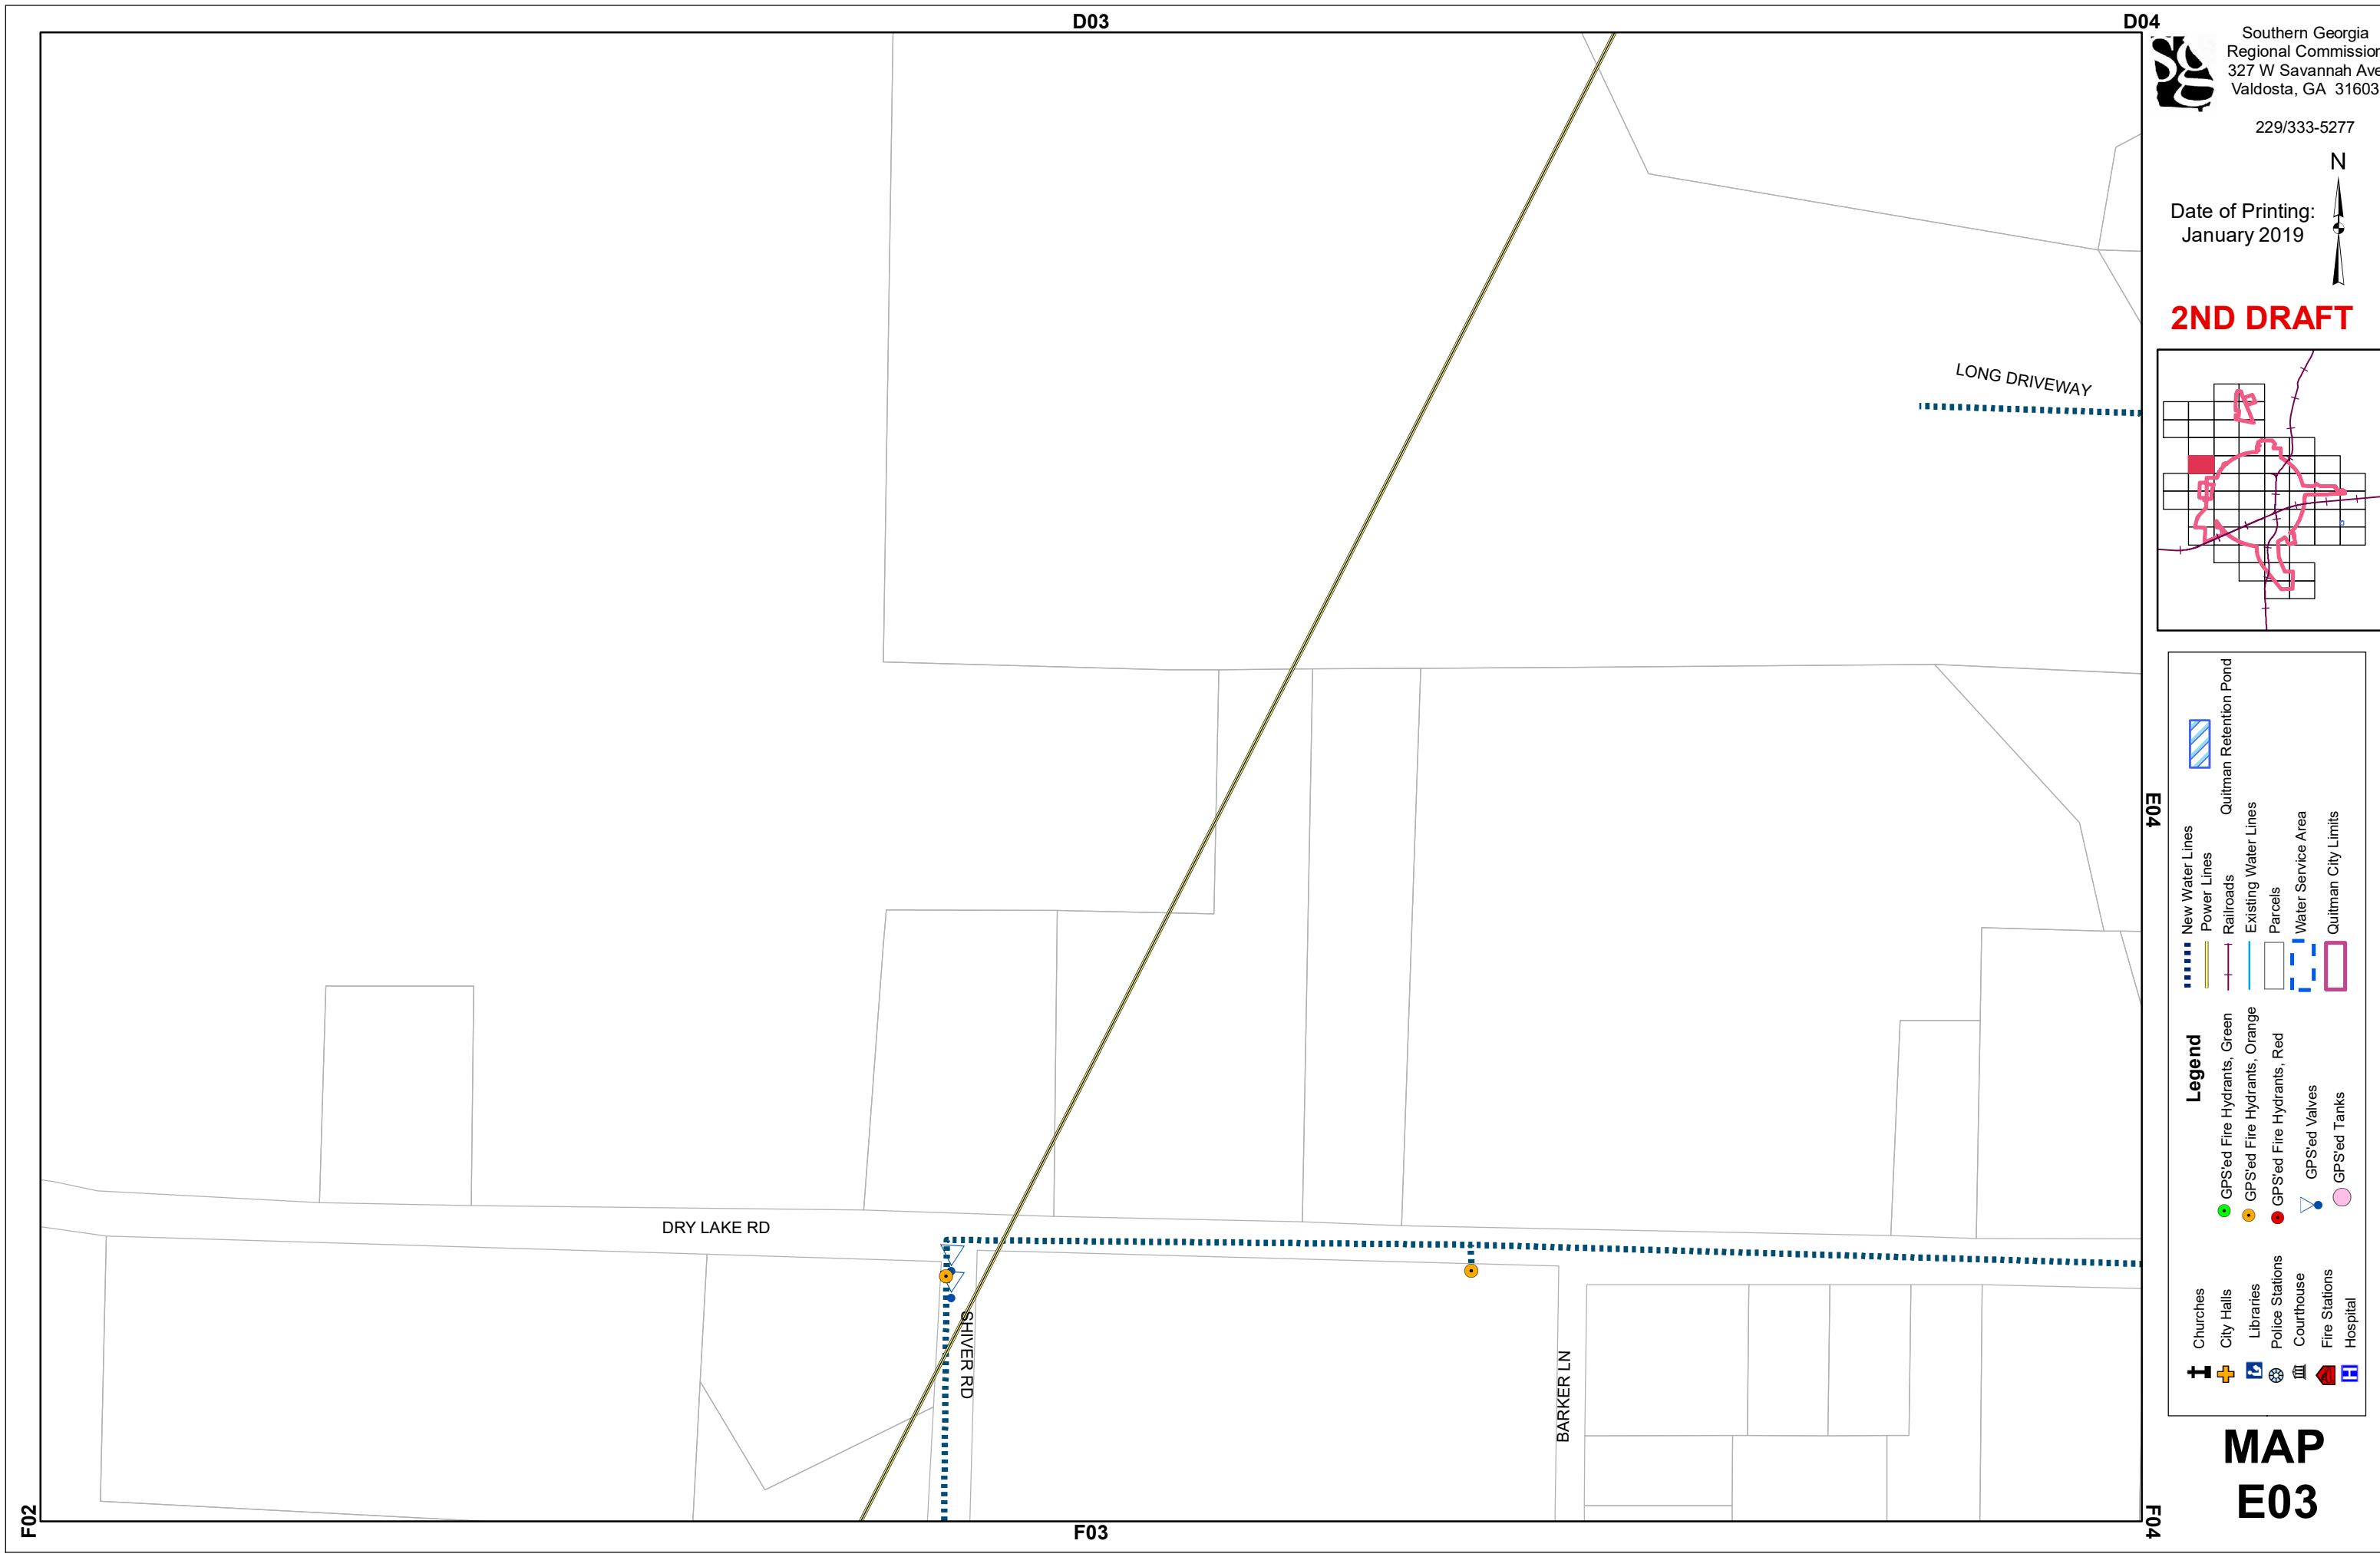 D03
D04
Southern Georgia
Regional Commission
327 W Savannah Ave
Valdosta, GA 31603
229/333-5277
N
Date of Printing:
January 2019
2ND DRAFT
LONG DRIVEWAY
E04
Quitman Retention Pond
New Water Lines
Power Lines
Railroads
Existing Water Lines
Parcels
Water Service Area
Quitman City Limits
Legend
GPS'ed Fire Hydrants, Green
GPS'ed Fire Hydrants, Orange
GPS'ed Fire Hydrants, Red
GPS'ed Valves
GPS'ed Tanks
Churches
City Halls
Libraries
Police Stations
Courthouse
Fire Stations
Hospital
H
DRY LAKE RD
SHIVER RD
BARKER LN
MAP
E03
F02
F03
F04